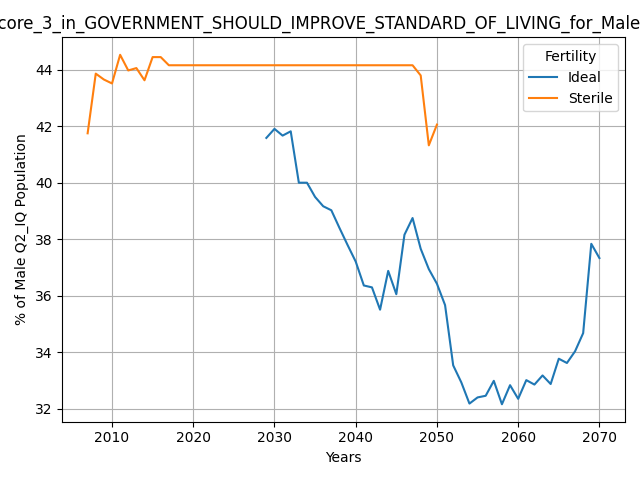 core_3_in_GOVERNMENT_SHOULD_IMPROVE_STANDARD_OF_LIVING_for_Male
Fertility
Ideal
Sterile
% of Male Q2_IQ Population
44
42
40
38
36
34
32
2010 2020 2030 2040 2050 2060 2070
Years